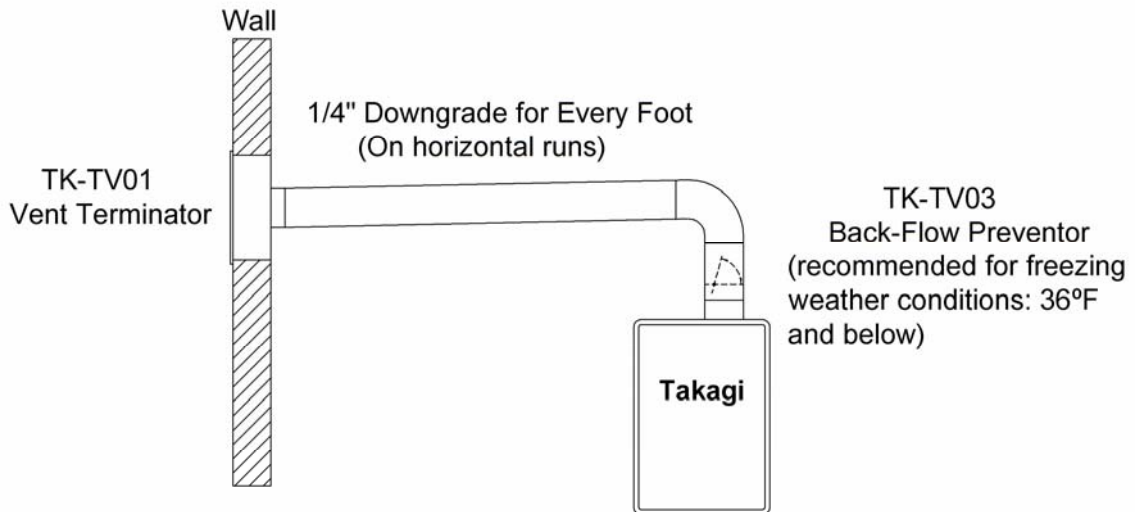 Wall
1/4" Downgrade for Every Foot
(On horizontal runs)
TK-TV01
Vent Terminator
TK-TV03
Back-Flow Preventor
(recommended for freezing
weather conditions: 36ºF
and below)
Takagi